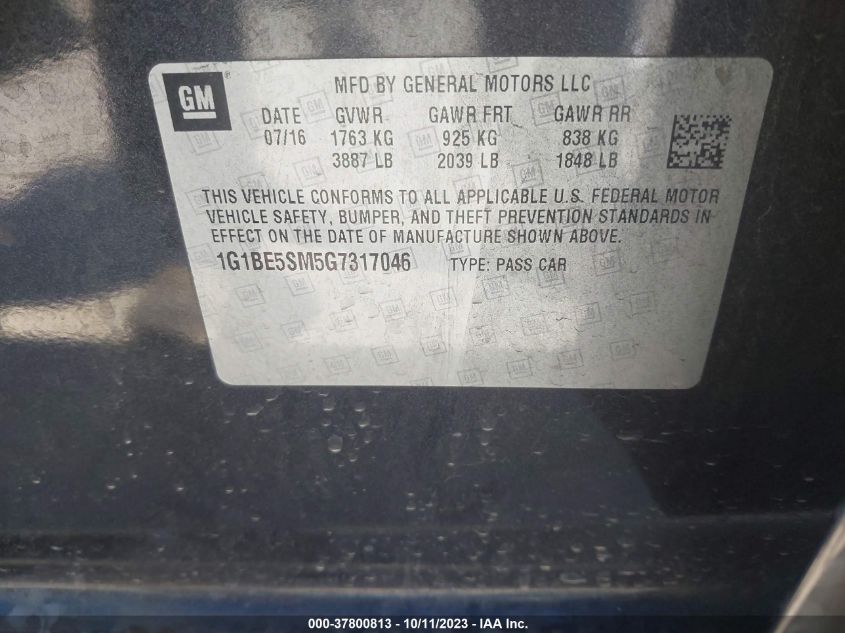 GM
MFD BY GENERAL MOTORS LLC
DATE GVWR GAWR FRT GAWR RR
07/16 1763 KG 925 KG 838 KG
3887 LB 2039 LB 1848 LB
THIS VEHICLE CONFORMS TO ALL APPLICABLE U.S. FEDERAL MOTOR
VEHICLE SAFETY, BUMPER, AND THEFT PREVENTION STANDARDS IN
EFFECT ON THE DATE OF MANUFACTURE SHOWN ABOVE.
1G1BE5SM5G7317046 TYPE: PASS CAR
000-37800813 - 10/11/2023 - © IAA Inc.